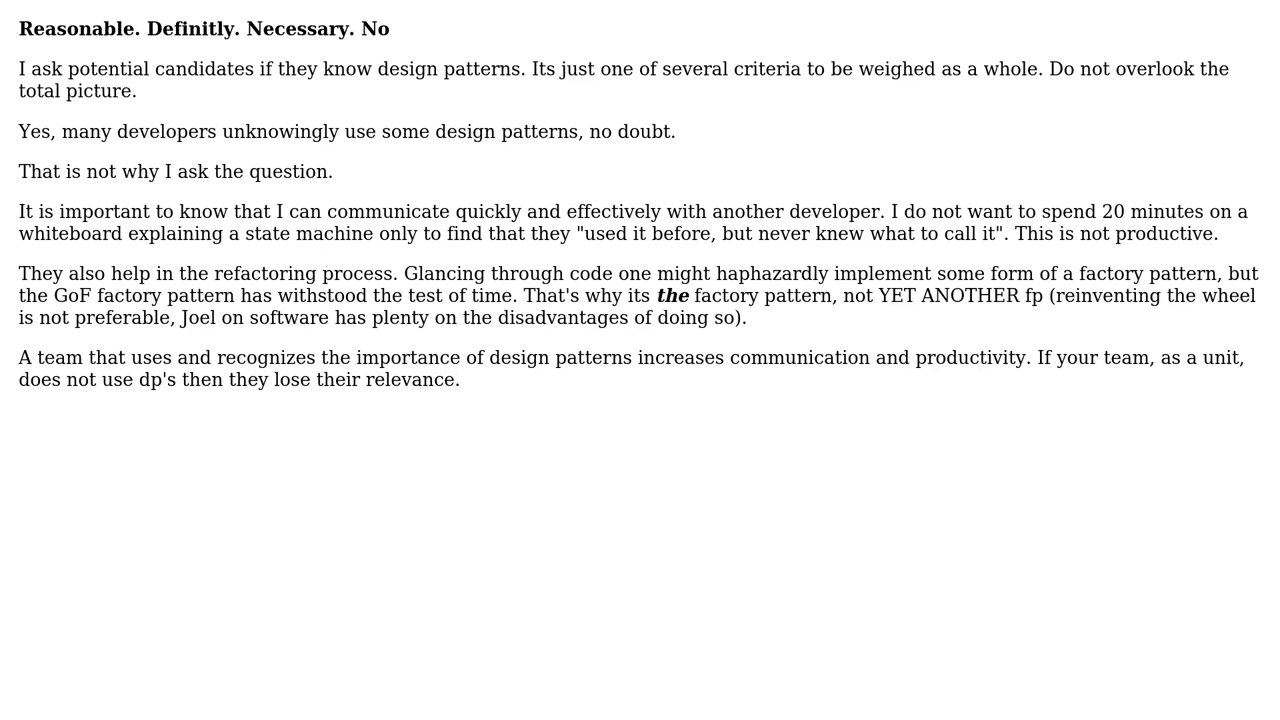 Reasonable. Definitly. Necessary. No
I ask potential candidates if they know design patterns. Its just one of several criteria to be weighed as a whole. Do not overlook the
total picture.
Yes, many developers unknowingly use some design patterns, no doubt.
That is not why I ask the question.
It is important to know that I can communicate quickly and effectively with another developer. I do not want to spend 20 minutes on a
whiteboard explaining a state machine only to find that they "used it before, but never knew what to call it". This is not productive.
They also help in the refactoring process. Glancing through code one might haphazardly implement some form of a factory pattern, but
the GoF factory pattern has withstood the test of time. That's why its the factory pattern, not YET ANOTHER fp (reinventing the wheel
is not preferable, Joel on software has plenty on the disadvantages of doing so).
A team that uses and recognizes the importance of design patterns increases communication and productivity. If your team, as a unit,
does not use dp's then they lose their relevance.